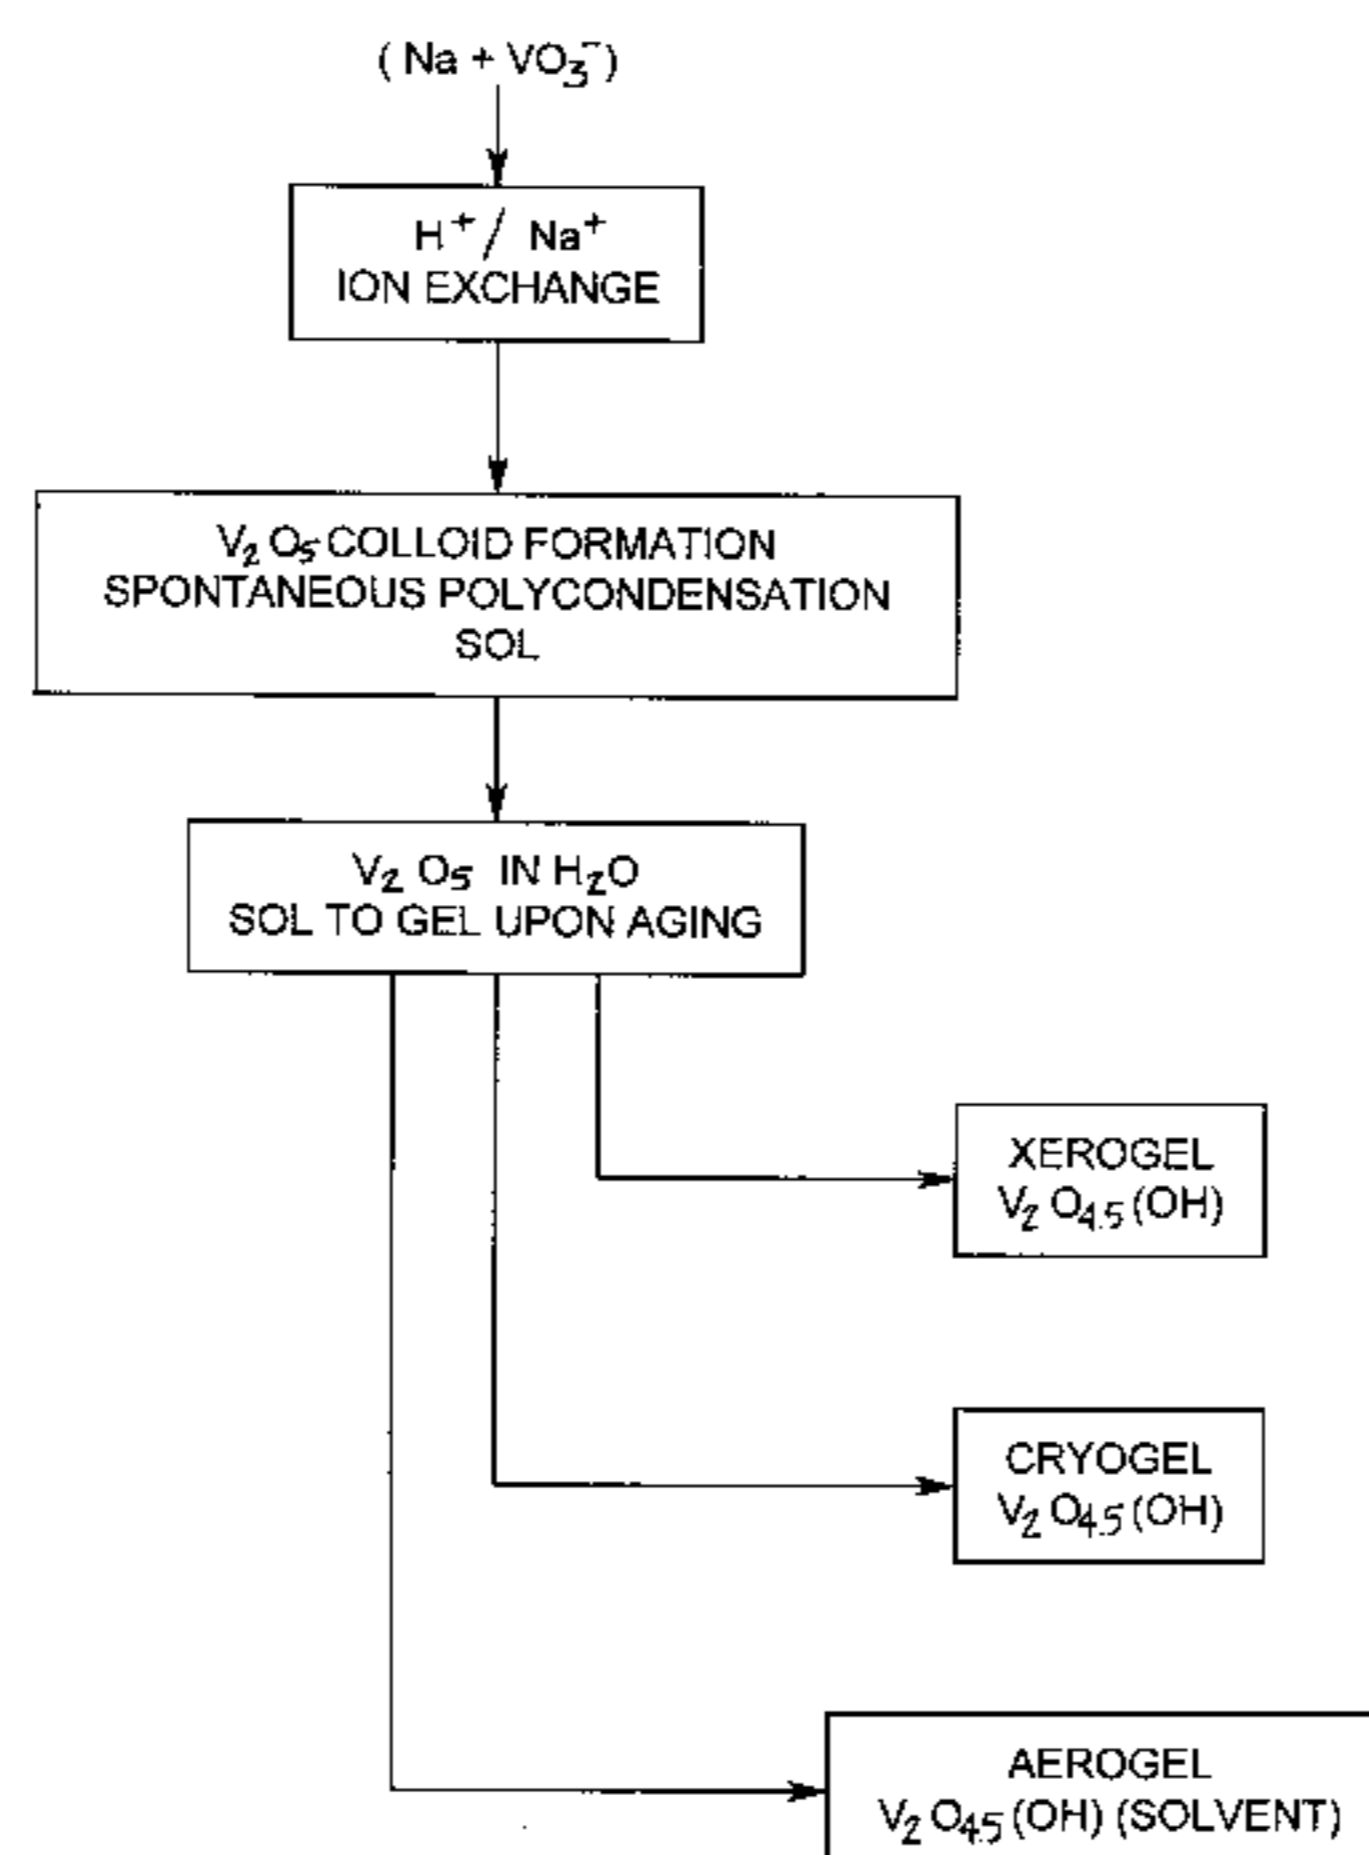 ( Na + VO₃⁻)
H⁺ / Na⁺
ION EXCHANGE
V₂ O₅ COLLOID FORMATION
SPONTANEOUS POLYCONDENSATION
SOL
V₂ O₅ IN H₂O
SOL TO GEL UPON AGING
XEROGEL
V₂ O₄.₅ (OH)
CRYOGEL
V₂ O₄.₅ (OH)
AEROGEL
V₂ O₄.₅ (OH) (SOLVENT)